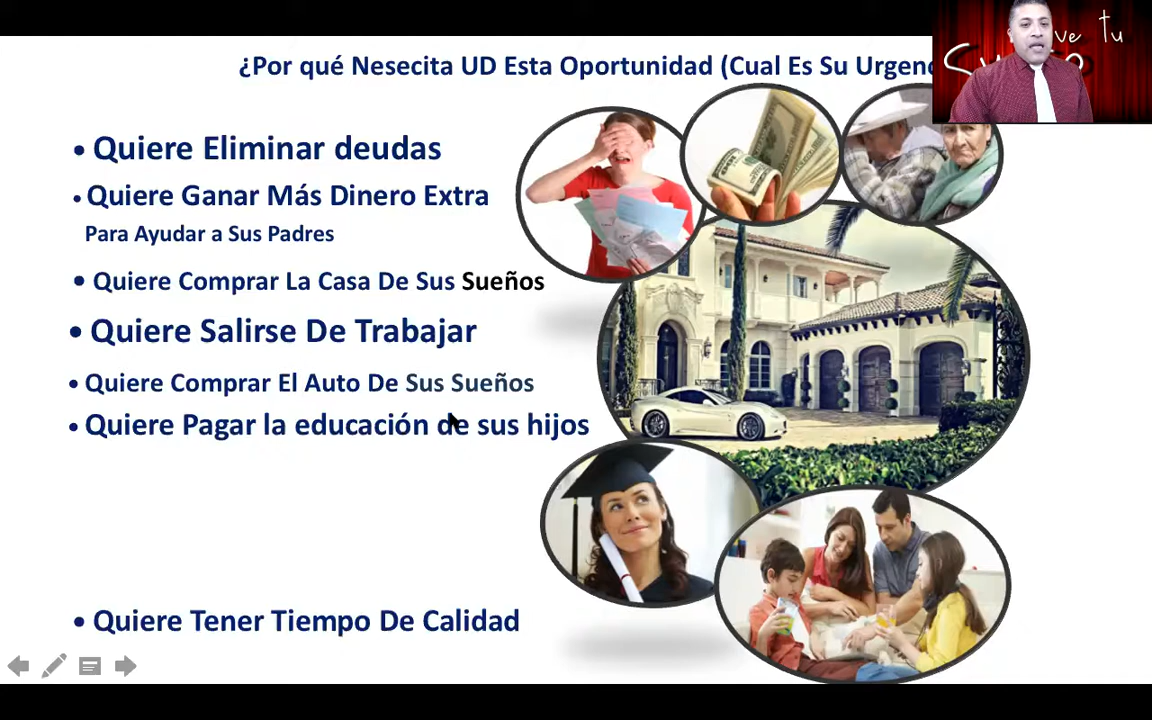 ¿Por qué Nesecita UD Esta Oportunidad (Cual Es Su
ve tu
• Quiere Eliminar deudas
• Quiere Ganar Más Dinero Extra
Para Ayudar a Sus Padres
• Quiere Comprar La Casa De Sus Sueños
• Quiere Salirse De Trabajar
• Quiere Comprar El Auto De Sus Sueños
• Quiere Pagar la educación de sus hijos
• Quiere Tener Tiempo De Calidad